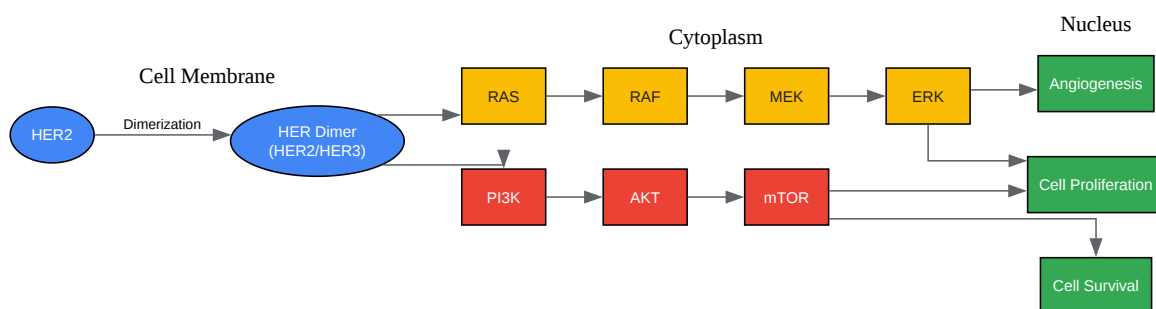 Nucleus
Cytoplasm
Cell Membrane
HER2
Dimerization
HER Dimer
(HER2/HER3)
RAS
RAF
MEK
ERK
Angiogenesis
PI3K
AKT
mTOR
Cell Proliferation
Cell Survival